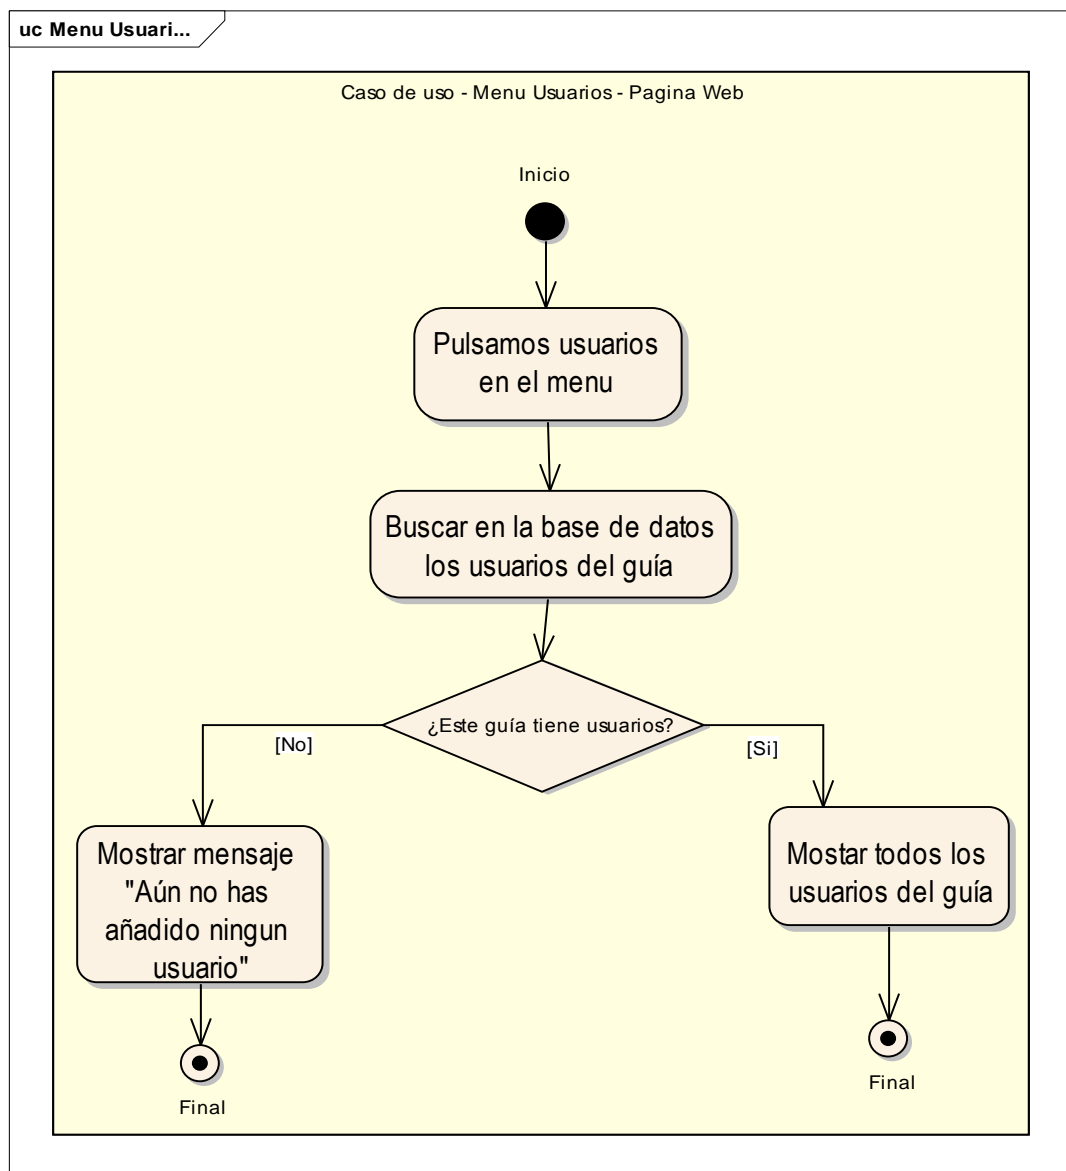 uc Menu Usuari...
Caso de uso - Menu Usuarios - Pagina Web
Inicio
Pulsamos usuarios
en el menu
Buscar en la base de datos
los usuarios del guía
¿Este guía tiene usuarios?
[No]
[Si]
Mostrar mensaje
"Aún no has
añadido ningun
usuario"
Mostar todos los
usuarios del guía
Final
Final